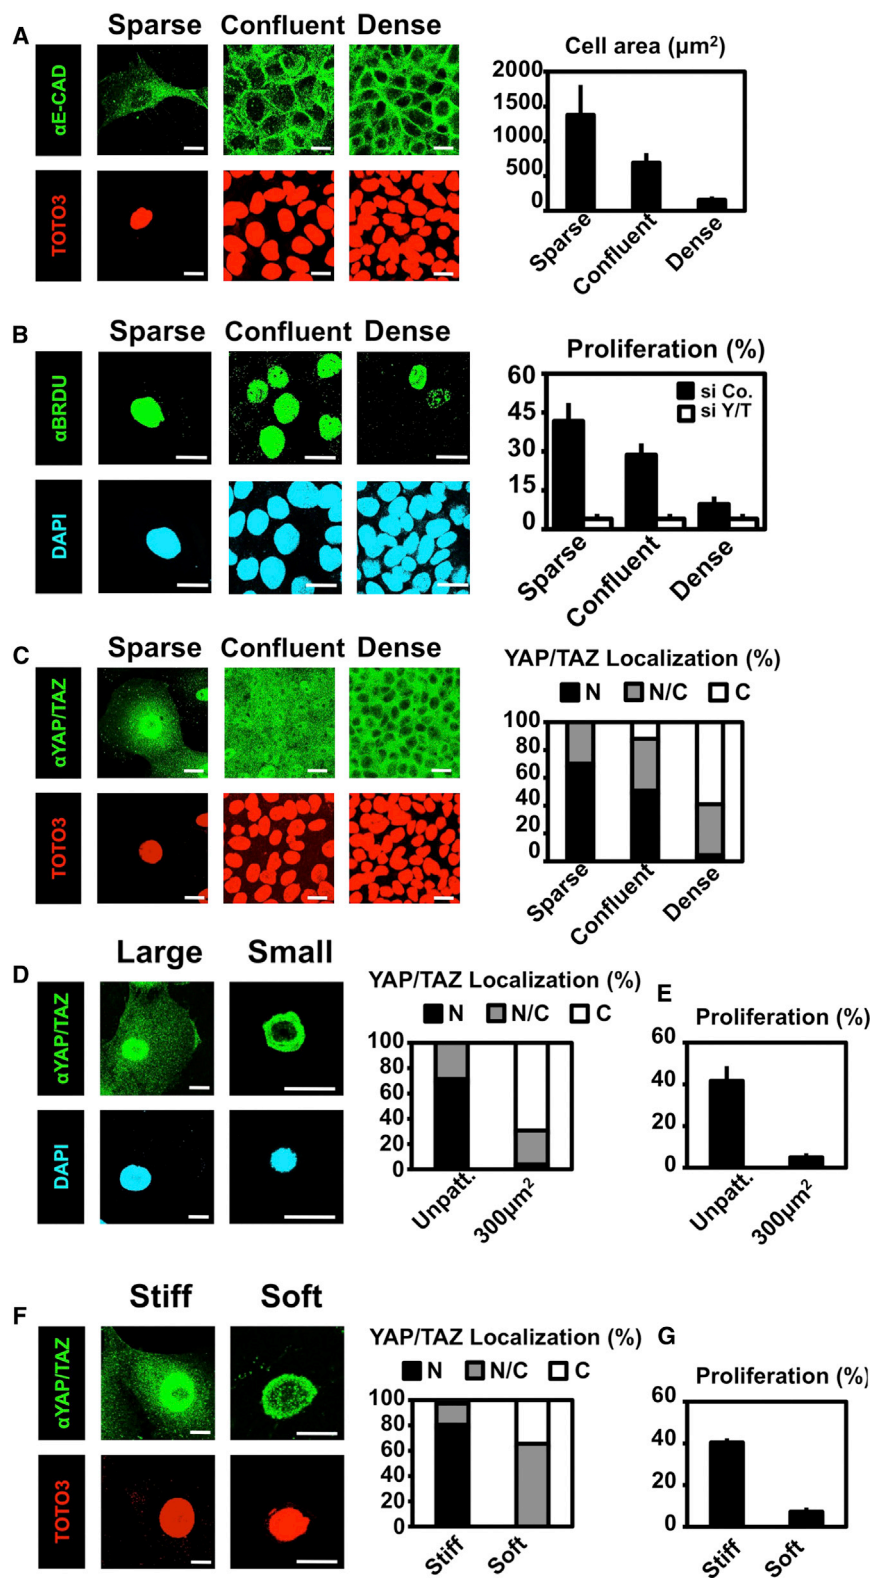 A
Sparse Confluent Dense
αE-CAD
TOTO3
Cell area (µm²)
2000
1500
1000
500
0
Sparse
Confluent
Dense
B
Sparse Confluent Dense
αBRDU
DAPI
Proliferation (%)
si Co.
si Y/T
60
45
30
15
0
Sparse
Confluent
Dense
C
Sparse Confluent Dense
αYAP/TAZ
TOTO3
YAP/TAZ Localization (%)
N N/C C
100
80
60
40
20
0
Sparse
Confluent
Dense
D
Large Small
αYAP/TAZ
DAPI
YAP/TAZ Localization (%)
N N/C C
100
80
60
40
20
0
Unpatt.
300µm²
E
Proliferation (%)
60
40
20
0
Unpatt.
300µm²
F
Stiff Soft
αYAP/TAZ
TOTO3
YAP/TAZ Localization (%)
N N/C C
100
80
60
40
20
0
Stiff
Soft
G
Proliferation (%)
60
40
20
0
Stiff
Soft